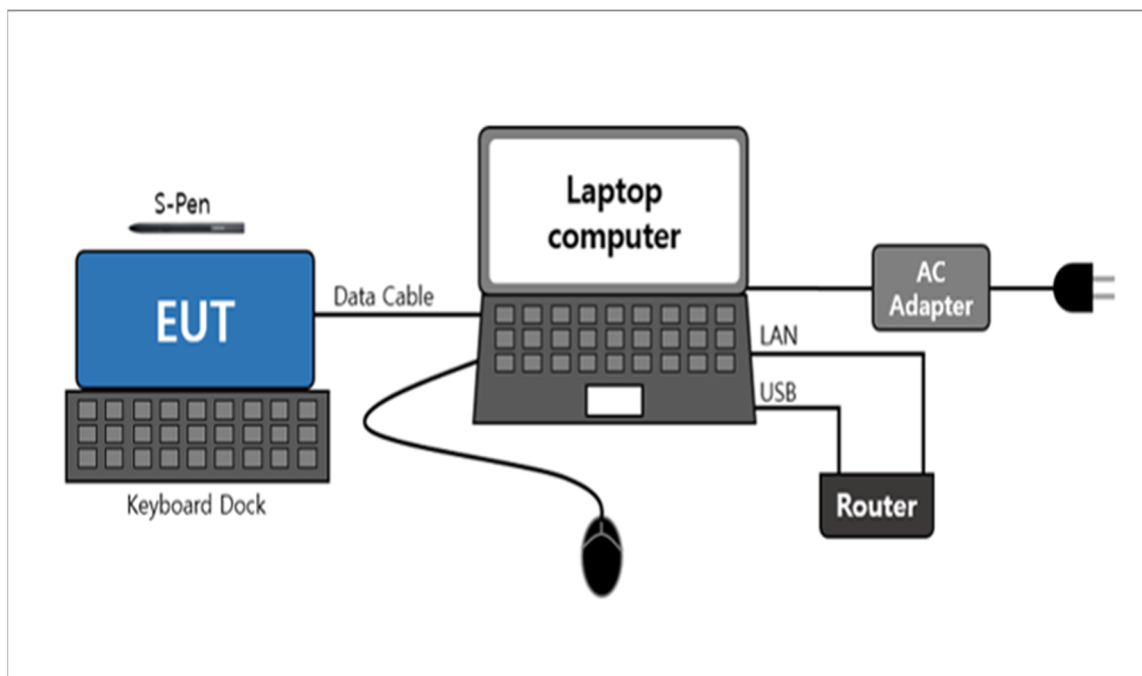 S-Pen
EUT
Keyboard Dock
Data Cable
Laptop
computer
AC
Adapter
LAN
USB
Router